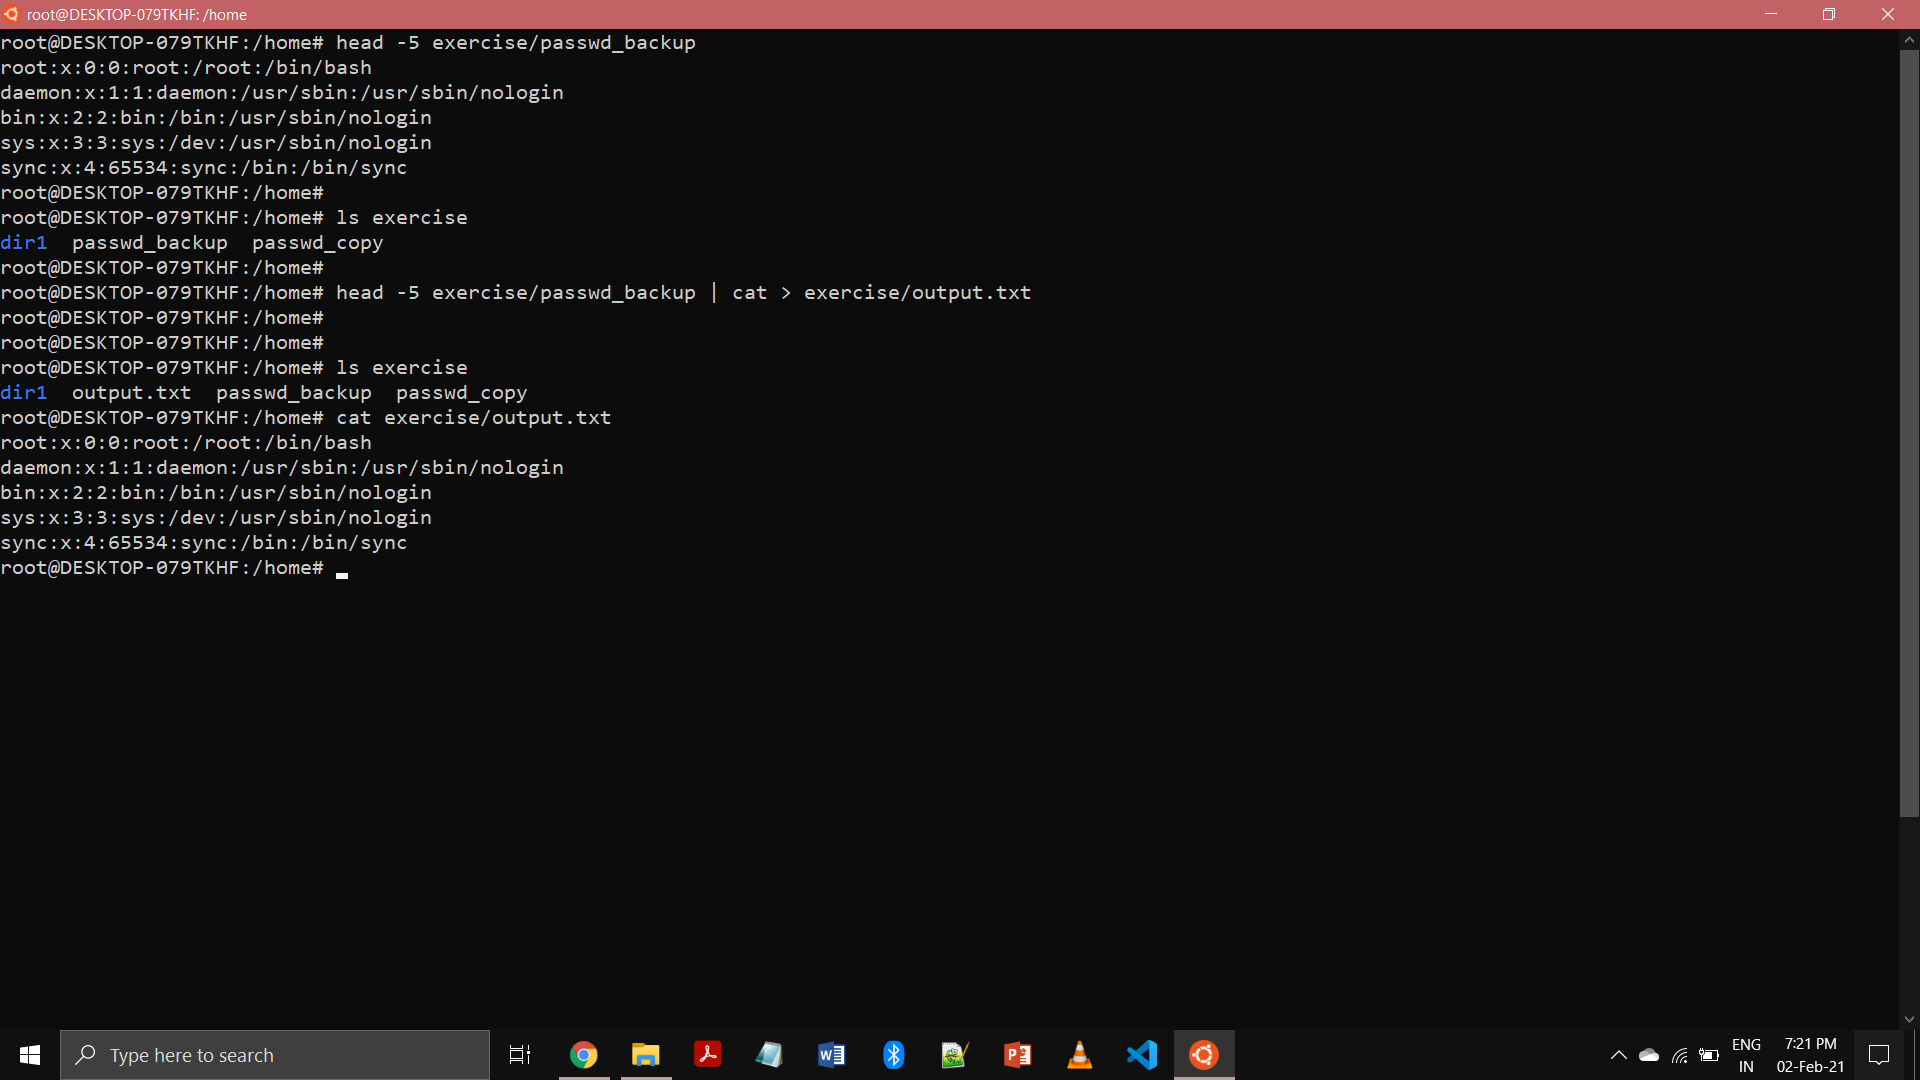 root@DESKTOP-079TKHF: /home
root@DESKTOP-079TKHF:/home# head -5 exercise/passwd_backup
root:x:0:0:root:/root:/bin/bash
daemon:x:1:1:daemon:/usr/sbin:/usr/sbin/nologin
bin:x:2:2:bin:/bin:/usr/sbin/nologin
sys:x:3:3:sys:/dev:/usr/sbin/nologin
sync:x:4:65534:sync:/bin:/bin/sync
root@DESKTOP-079TKHF:/home#
root@DESKTOP-079TKHF:/home# ls exercise
dir1  passwd_backup  passwd_copy
root@DESKTOP-079TKHF:/home#
root@DESKTOP-079TKHF:/home# head -5 exercise/passwd_backup | cat > exercise/output.txt
root@DESKTOP-079TKHF:/home#
root@DESKTOP-079TKHF:/home#
root@DESKTOP-079TKHF:/home# ls exercise
dir1  output.txt  passwd_backup  passwd_copy
root@DESKTOP-079TKHF:/home# cat exercise/output.txt
root:x:0:0:root:/root:/bin/bash
daemon:x:1:1:daemon:/usr/sbin:/usr/sbin/nologin
bin:x:2:2:bin:/bin:/usr/sbin/nologin
sys:x:3:3:sys:/dev:/usr/sbin/nologin
sync:x:4:65534:sync:/bin:/bin/sync
root@DESKTOP-079TKHF:/home#
Type here to search
ENG
IN
7:21 PM
02-Feb-21